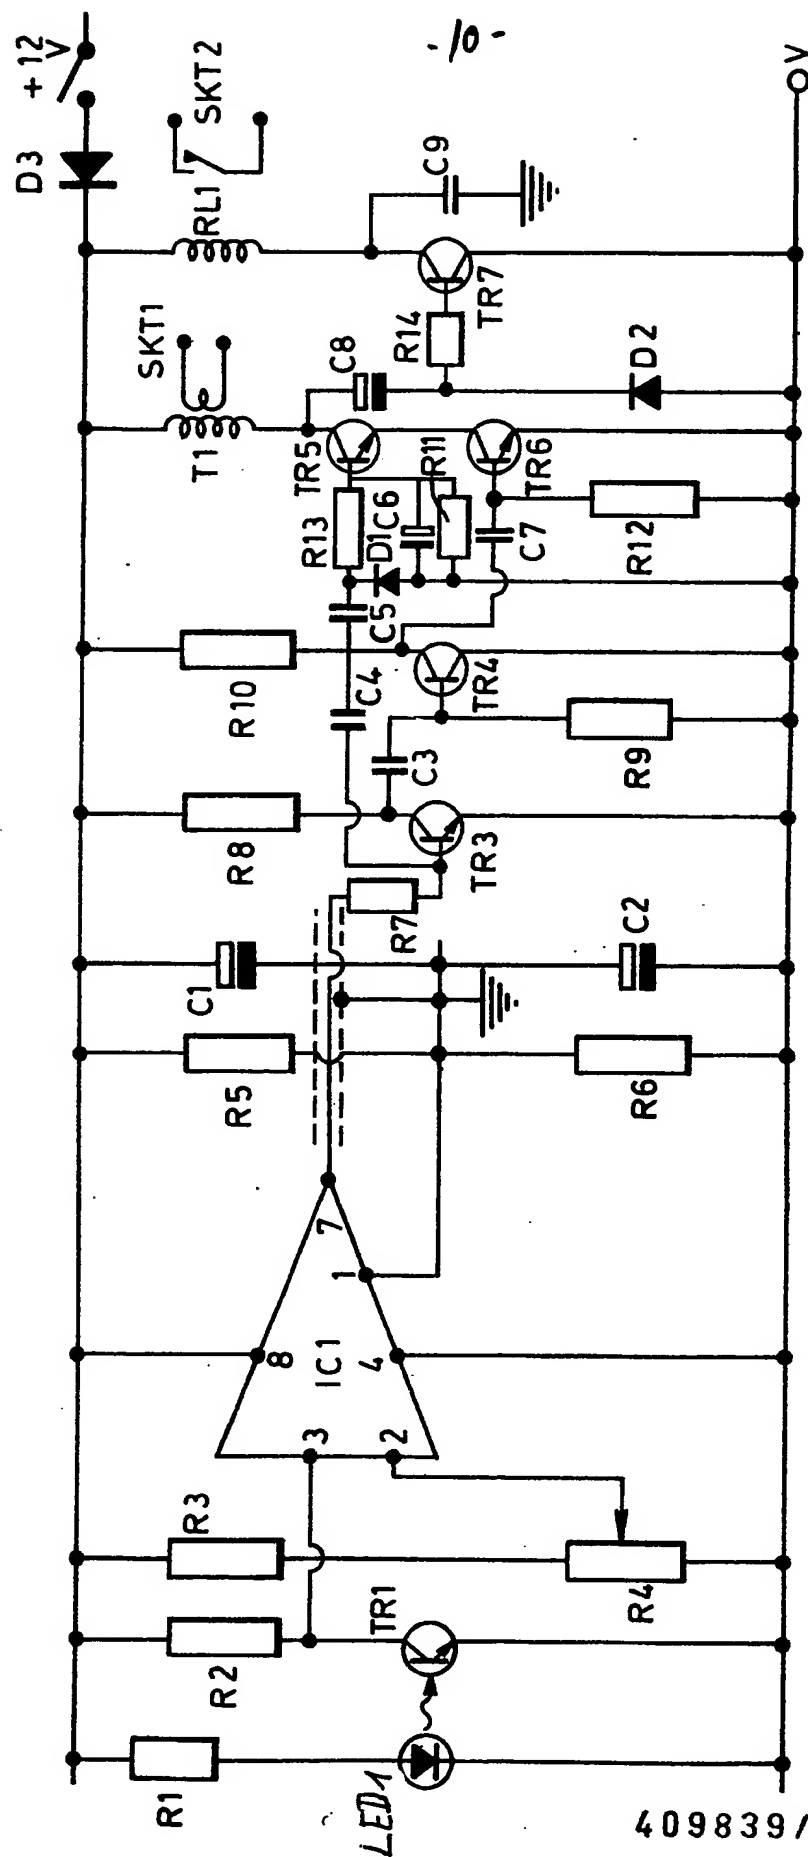 -10-
+12
V
D3
SKT2
RL1
C9
SKT1
T1
C8
R14
TR7
D2
TR5
R13
D1
C6
R11
TR6
C7
R12
C5
C4
R10
TR4
C3
R9
R8
TR3
R7
C1
C2
R5
R6
7
1
8
IC1
4
3
2
R3
R4
TR1
R2
R1
LED1
OV
409839/